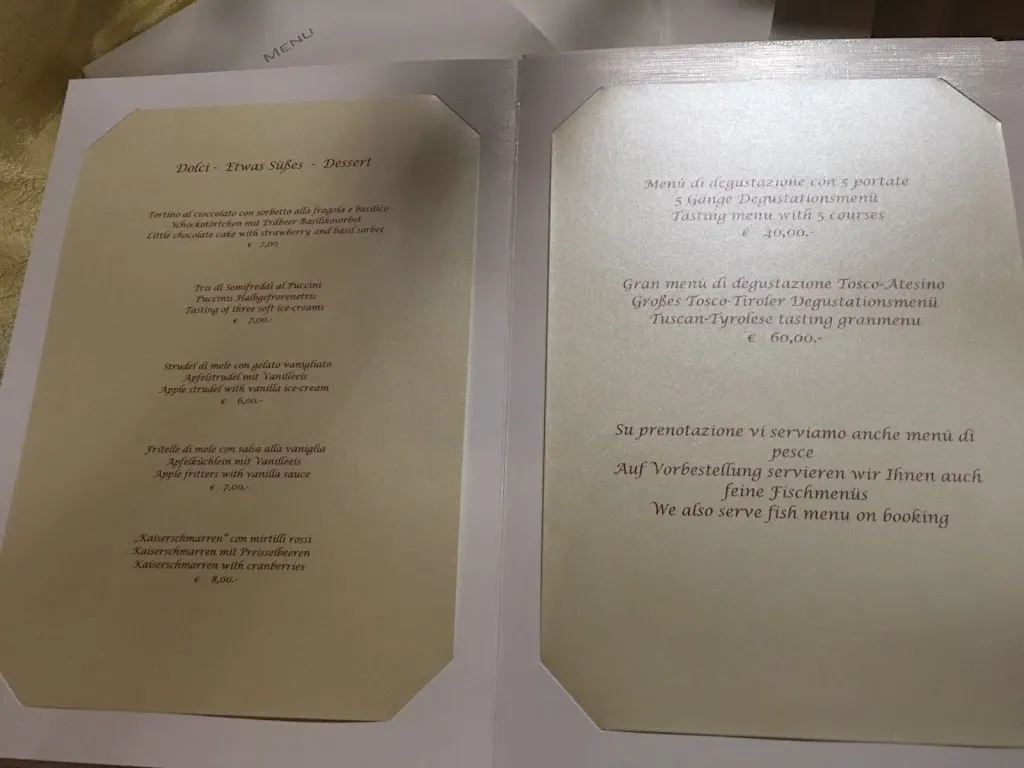 MENU
Dolci - Etwas Süßes - Dessert
Tortino al cioccolato con sorbetto alla fragola e basilico
Schockotörtchen mit Erdbeer-Basilikosorbet
Little chocolate cake with strawberry and basil sorbet
€ 7,00
Tris di Semifreddi al Puccini
Puccinis Halbgefrorenetris
Tasting of three soft ice-creams
€ 7,00.-
Strudel di mele con gelato vanigliato
Apfelstrudel mit Vanilleeis
Apple strudel with vanilla ice-cream
€ 6,00.-
Fritelle di mele con salsa alla vaniglia
Apfelküchlein mit Vanilleeis
Apple fritters with vanilla sauce
€ 7,00.-
„Kaiserschmarren“ con mirtilli rossi
Kaiserschmarren mit Preisselbeeren
Kaiserschmarren with cranberries
€ 8,00.-
Menù di degustazione con 5 portate
5 Gänge Degustationsmenü
Tasting menu with 5 courses
€ 40,00.-
Gran menù di degustazione Tosco-Atesino
Großes Tosco-Tiroler Degustationsmenü
Tuscan-Tyrolese tasting granmenu
€ 60,00.-
Su prenotazione vi serviamo anche menù di
pesce
Auf Vorbestellung servieren wir Ihnen auch
feine Fischmenüs
We also serve fish menu on booking